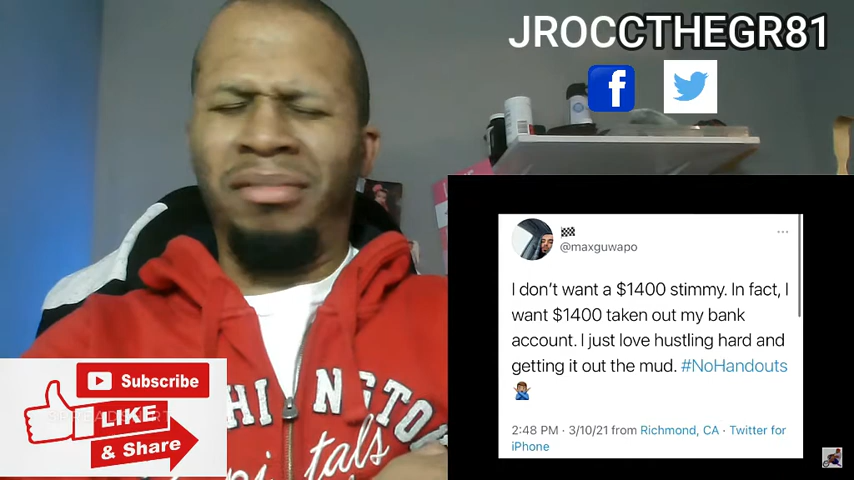 JROCCTHEGR81
@maxguwapo
I don't want a $1400 stimmy. In fact, I
want $1400 taken out my bank
account. I just love hustling hard and
getting it out the mud. #NoHandouts
2:48 PM · 3/10/21 from Richmond, CA · Twitter for
iPhone
Subscribe
LIKE
& Share
HINGTO
pitals